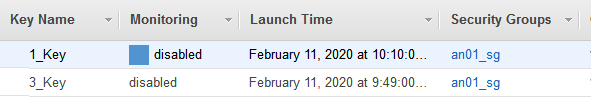 Key Name Monitoring Launch Time Security Groups
1_Key disabled February 11, 2020 at 10:10:0... an01_sg
3_Key disabled February 11, 2020 at 9:49:00... an01_sg